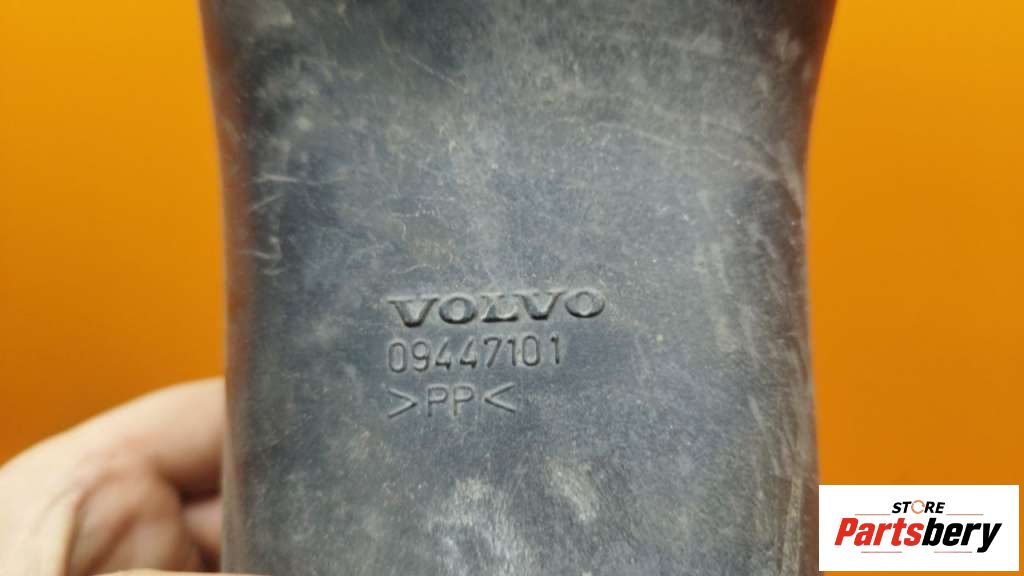 VOLVO
09447101
>PP<
STORE
Partsbery